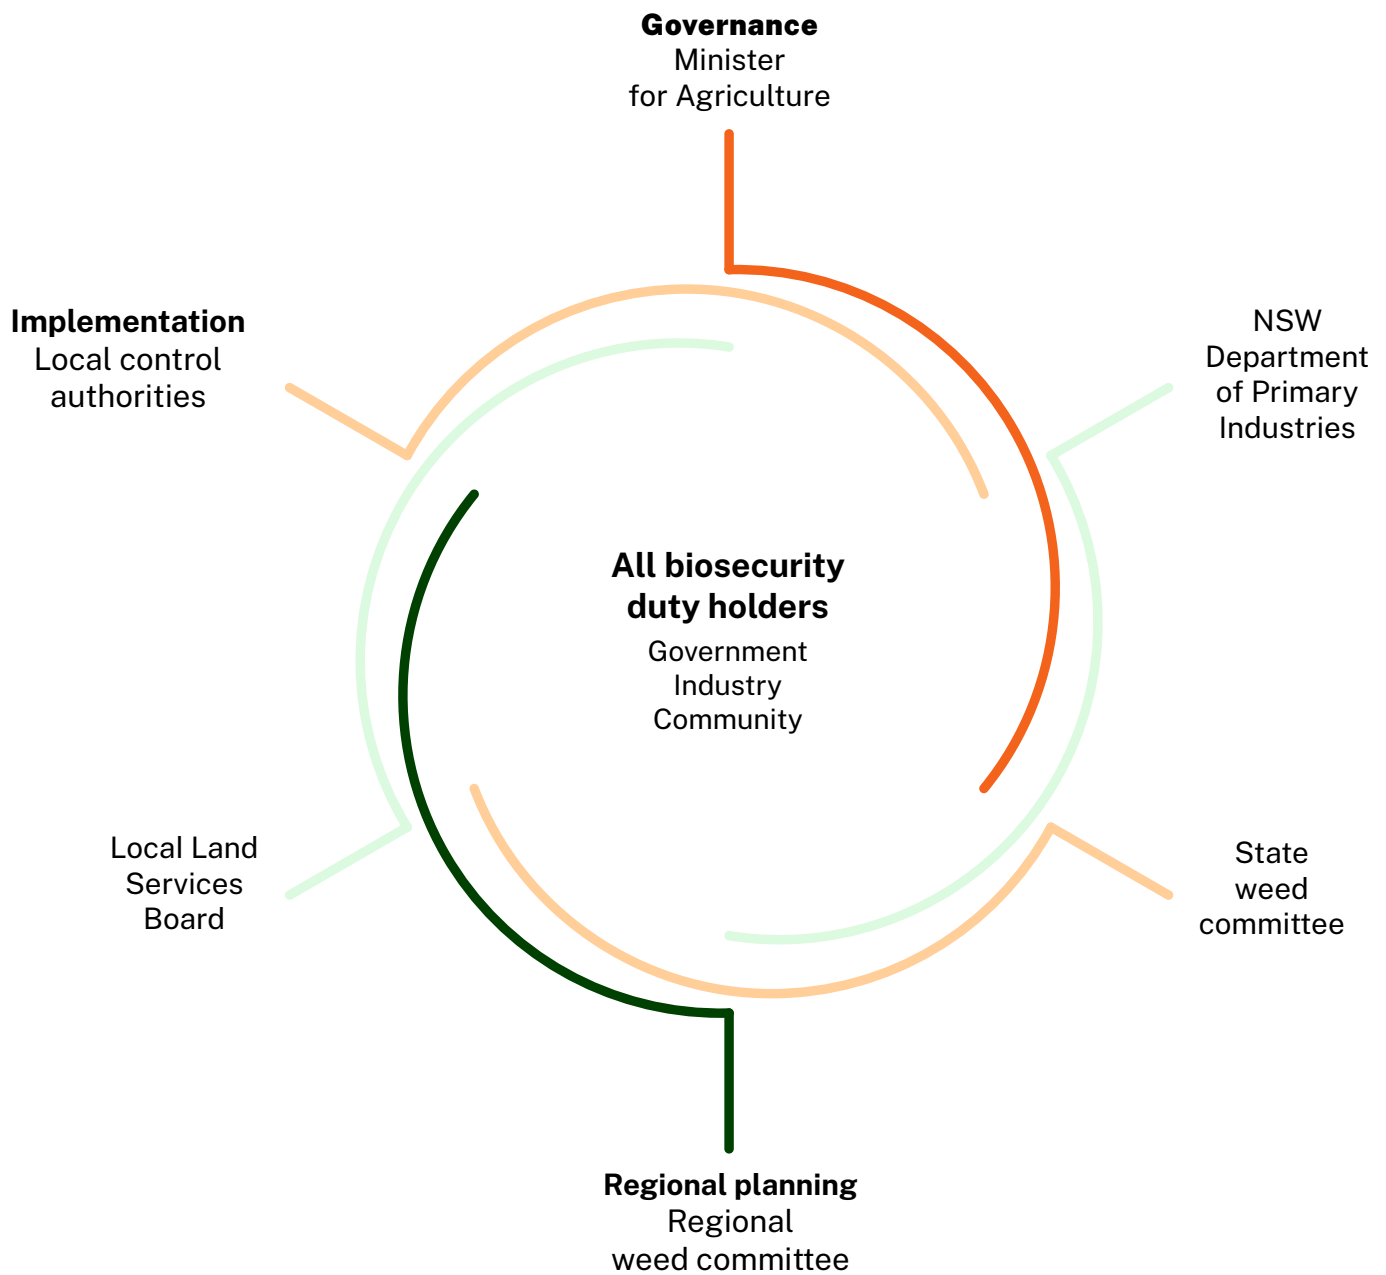 Governance
Minister
for Agriculture
NSW
Department
of Primary
Industries
State
weed
committee
Regional planning
Regional
weed committee
Local Land
Services
Board
Implementation
Local control
authorities
All biosecurity
duty holders
Government
Industry
Community